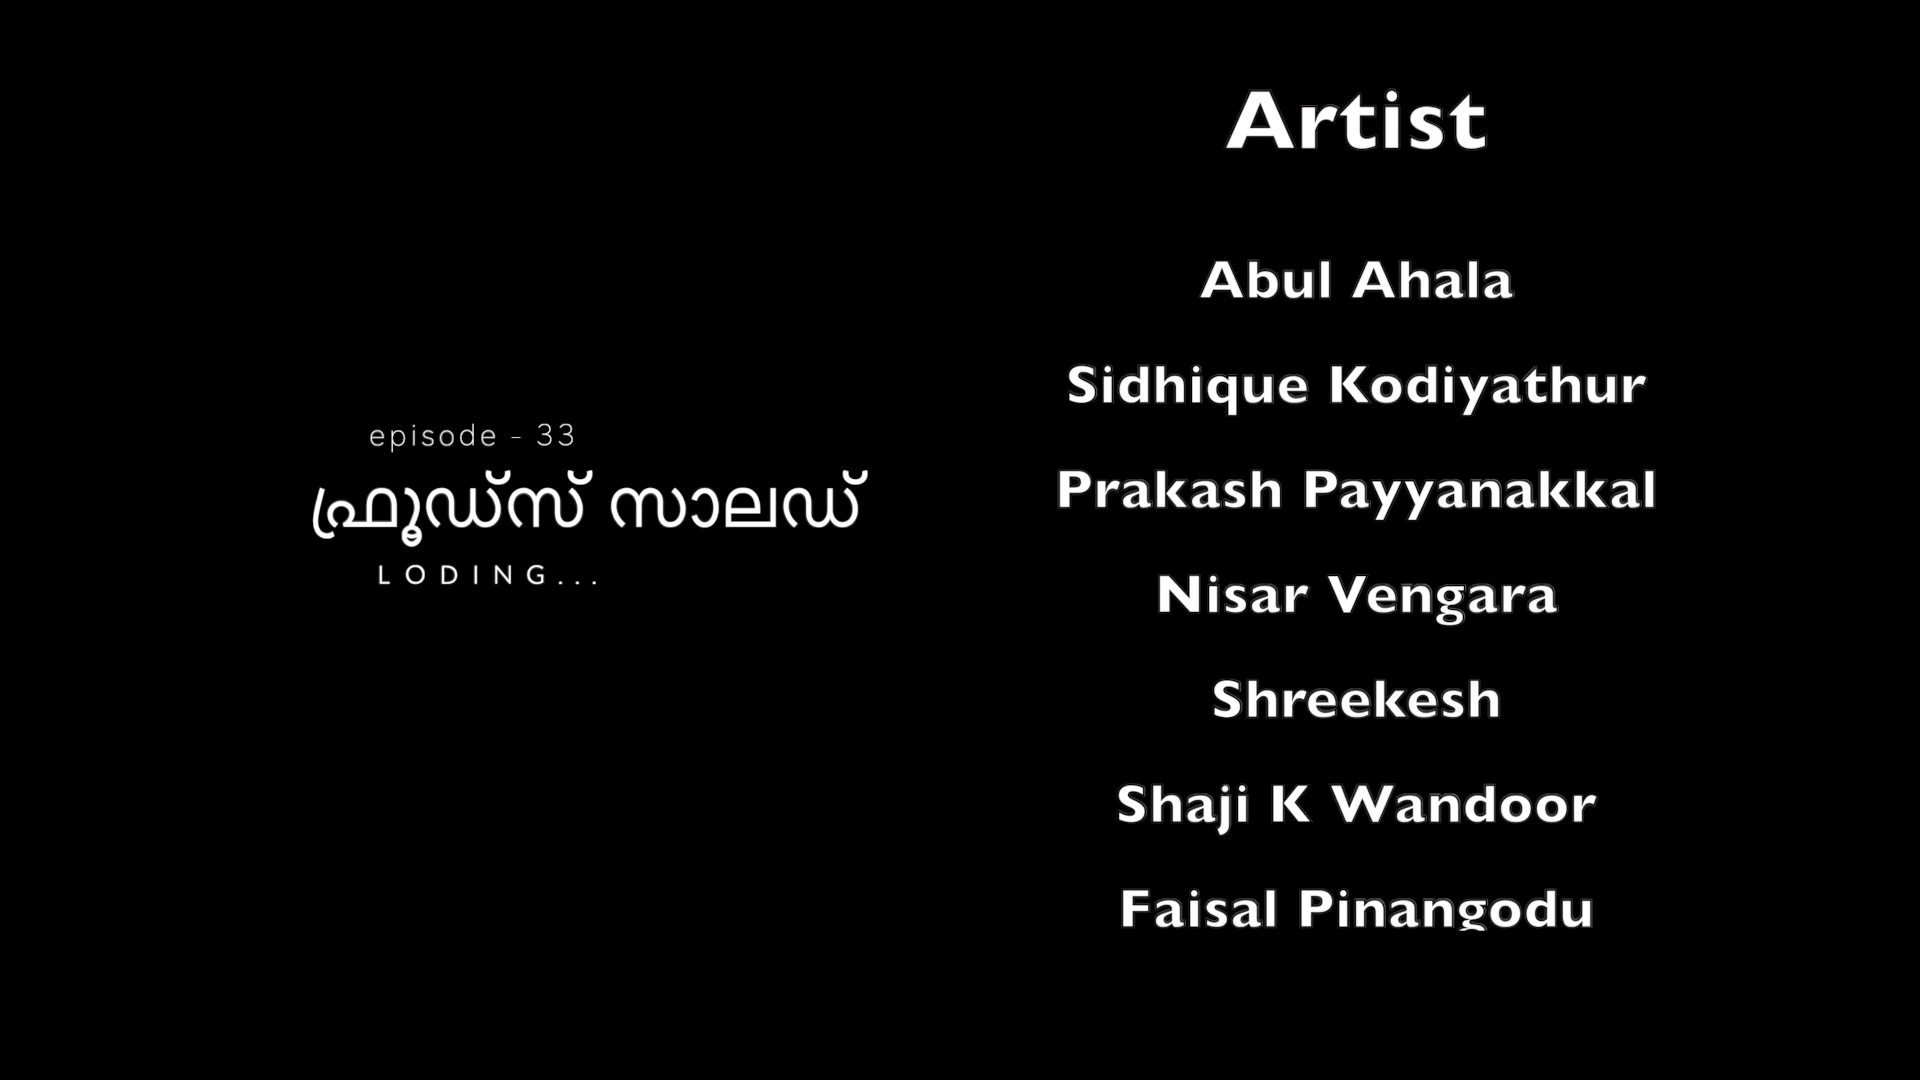 episode - 33
ഫ്രൂഡ്സ് സാലഡ്
LODING...
Artist
Abul Ahala
Sidhique Kodiyathur
Prakash Payyanakkal
Nisar Vengara
Shreekesh
Shaji K Wandoor
Faisal Pinangodu